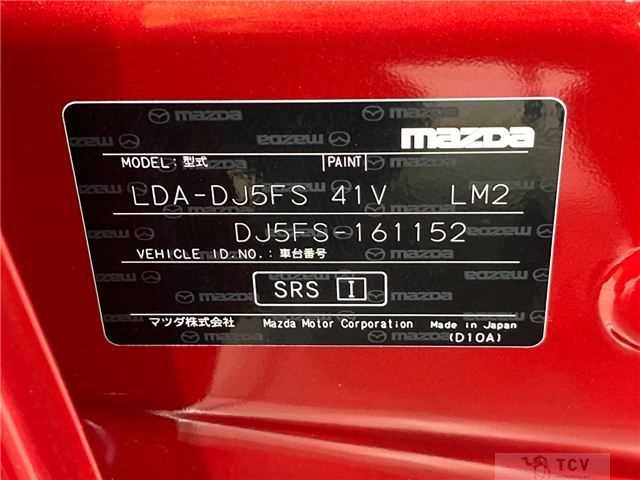 mazda
MODEL: 型式 PAINT
LDA-DJ5FS 41V LM2
DJ5FS-161152
VEHICLE ID.NO.: 車台番号
SRS I
マツダ株式会社 Mazda Motor Corporation Made in Japan
(D10A)
TCV